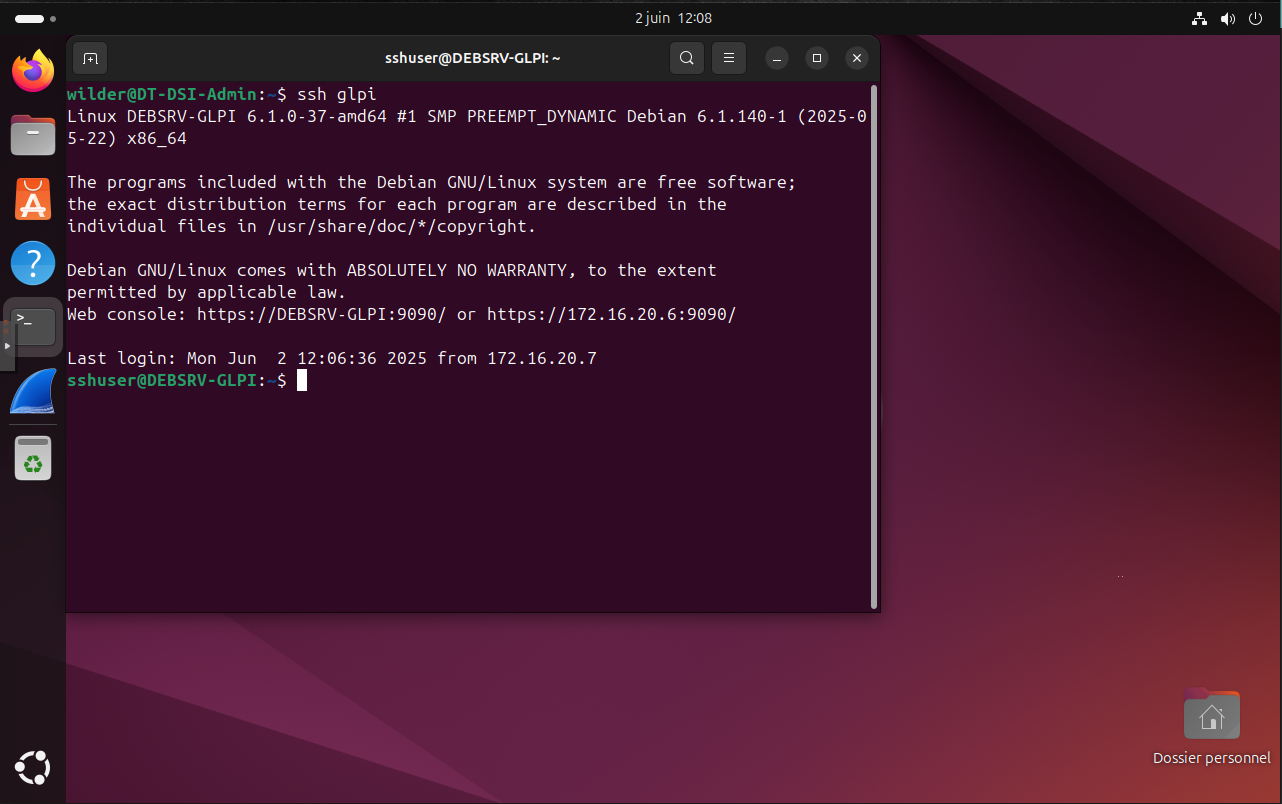 2 juin 12:08
sshuser@DEBSRV-GLPI: ~
wilder@DT-DSI-Admin:~$ ssh glpi
Linux DEBSRV-GLPI 6.1.0-37-amd64 #1 SMP PREEMPT_DYNAMIC Debian 6.1.140-1 (2025-0
5-22) x86_64
The programs included with the Debian GNU/Linux system are free software;
the exact distribution terms for each program are described in the
individual files in /usr/share/doc/*/copyright.
Debian GNU/Linux comes with ABSOLUTELY NO WARRANTY, to the extent
permitted by applicable law.
Web console: https://DEBSRV-GLPI:9090/ or https://172.16.20.6:9090/
Last login: Mon Jun  2 12:06:36 2025 from 172.16.20.7
sshuser@DEBSRV-GLPI:~$
Dossier personnel